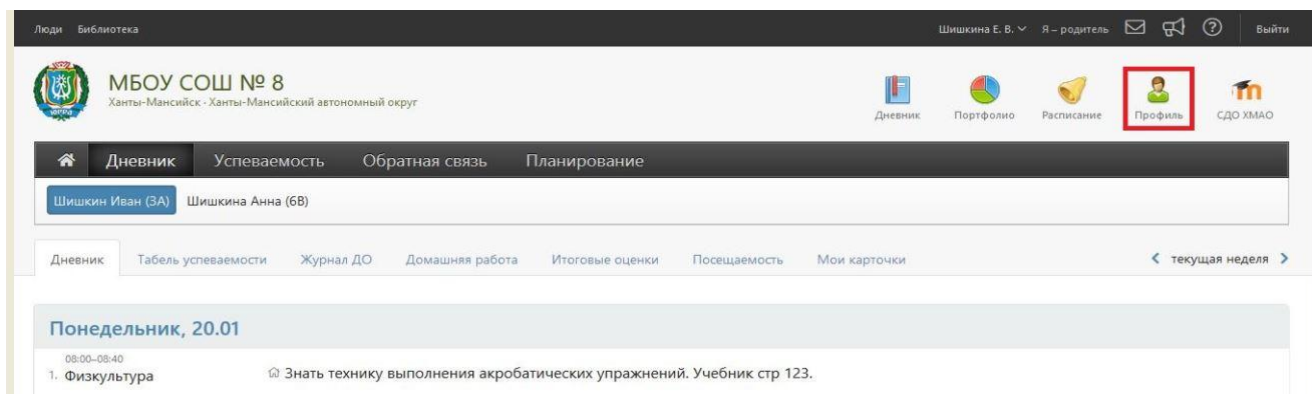 Люди Библиотека Шишкина Е. В. Я – родитель Выйти
МБОУ СОШ № 8
Ханты-Мансийск - Ханты-Мансийский автономный округ
Дневник Портфолио Расписание Профиль СДО ХМАО
Дневник Успеваемость Обратная связь Планирование
Шишкин Иван (3А) Шишкина Анна (6В)
Дневник Табель успеваемости Журнал ДО Домашняя работа Итоговые оценки Посещаемость Мои карточки текущая неделя
Понедельник, 20.01
08:00–08:40
1. Физкультура Знать технику выполнения акробатических упражнений. Учебник стр 123.